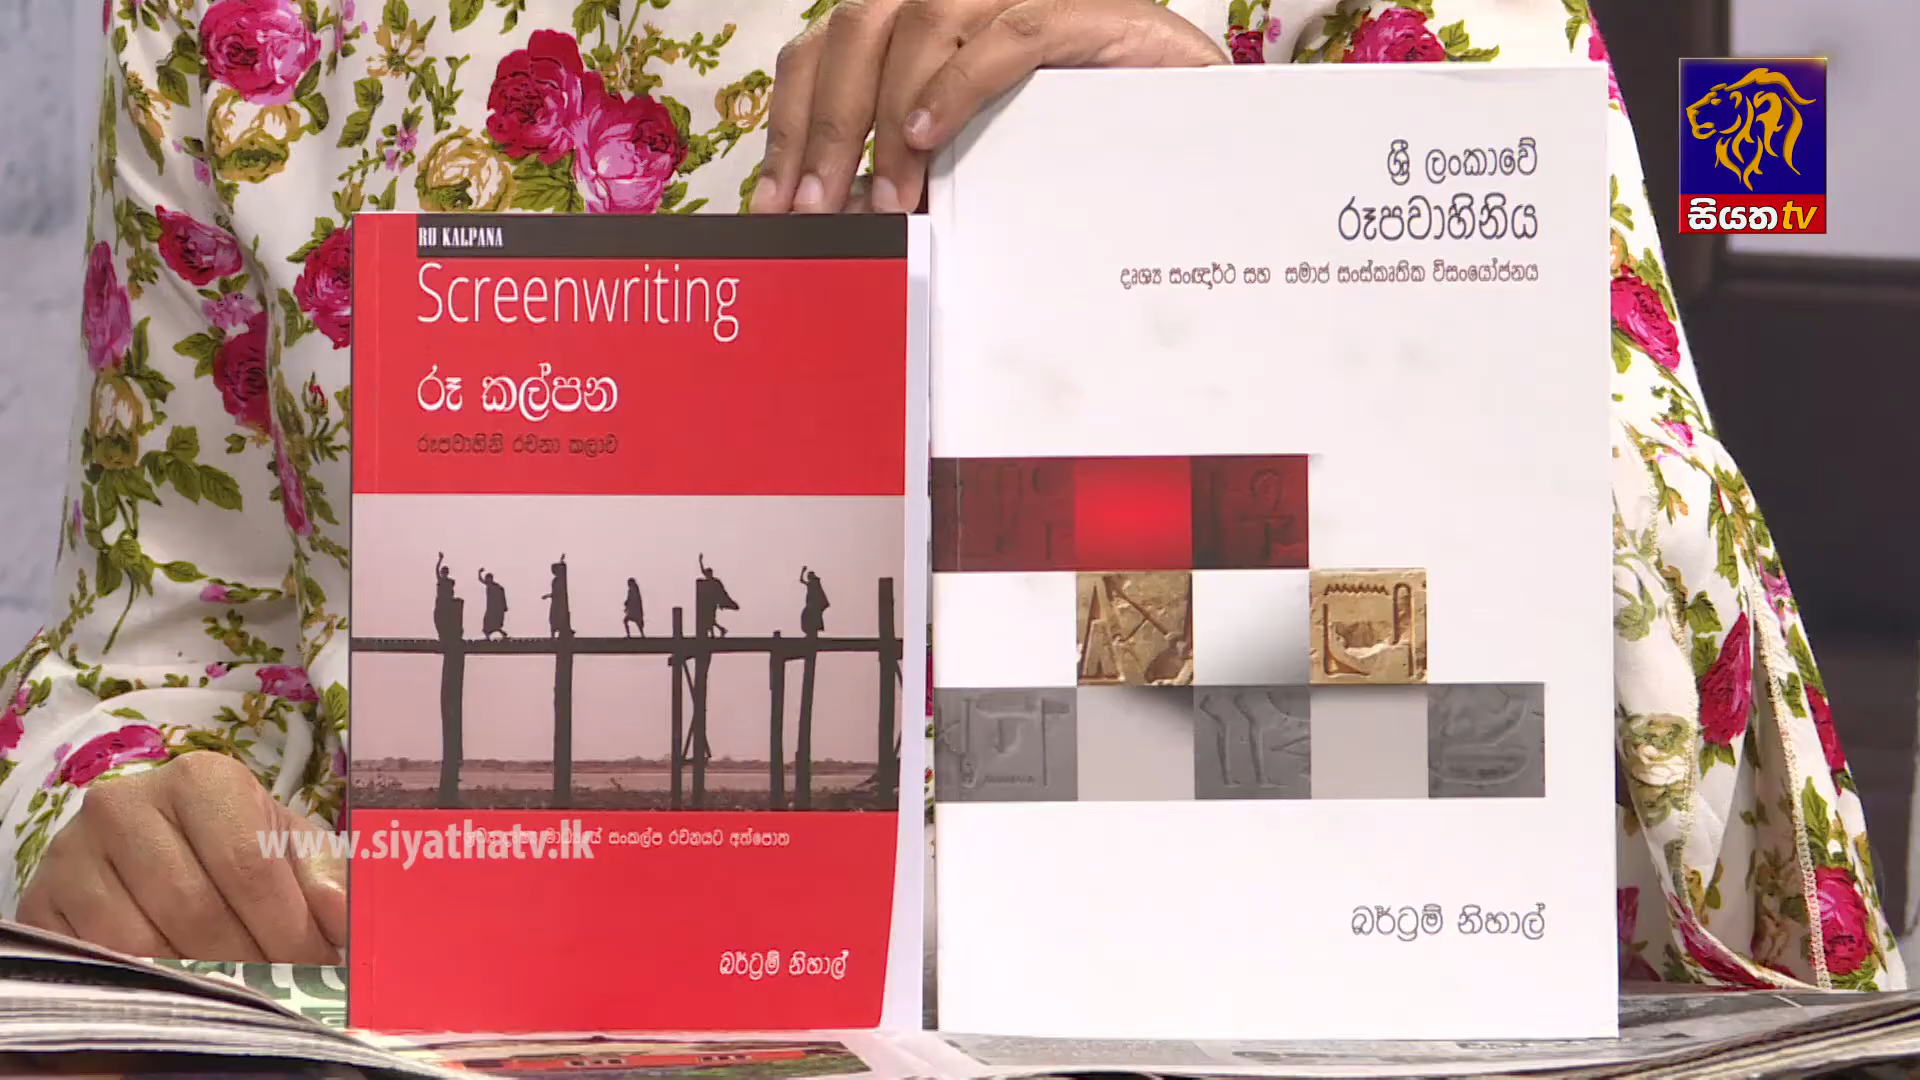 සියත tv
RU KALPANA
Screenwriting
රූ කල්පන
රූපවාහිනි රචනා කලාව
සංකල්ප රචනයට අත්පොත
බර්ට්‍රම් නිහාල්
ශ්‍රී ලංකාවේ
රූපවාහිනිය
දෘශ්‍ය සංඥාර්ථ සහ සමාජ සංස්කෘතික විසංයෝජනය
බර්ට්‍රම් නිහාල්
www.siyathatv.lk